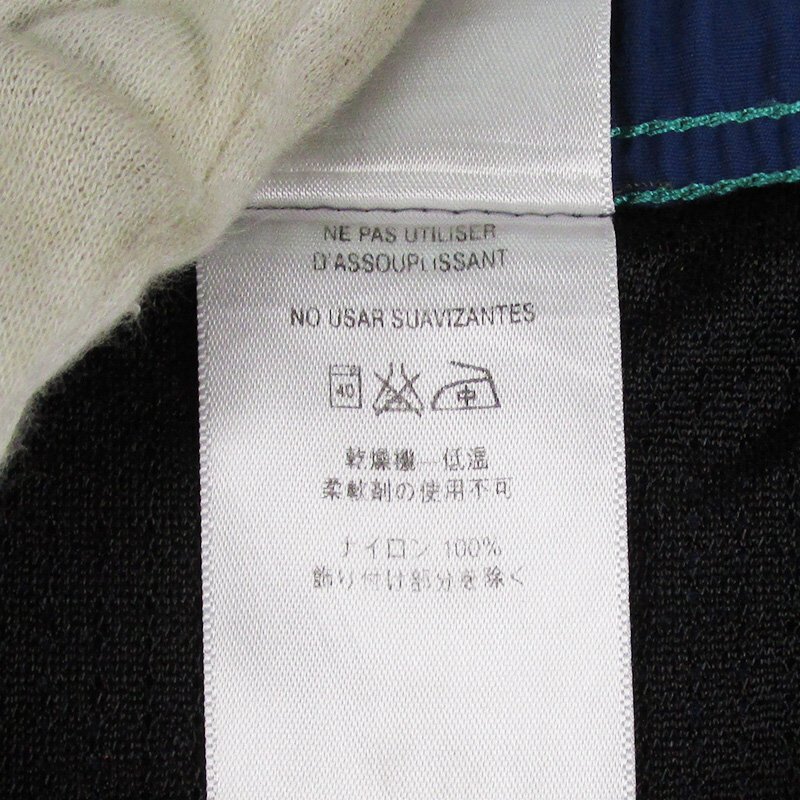 NE PAS UTILISER
D'ASSOUPLISSANT
NO USAR SUAVIZANTES
40 中
乾燥機—低温
柔軟剤の使用不可
ナイロン 100%
飾り付け部分を除く